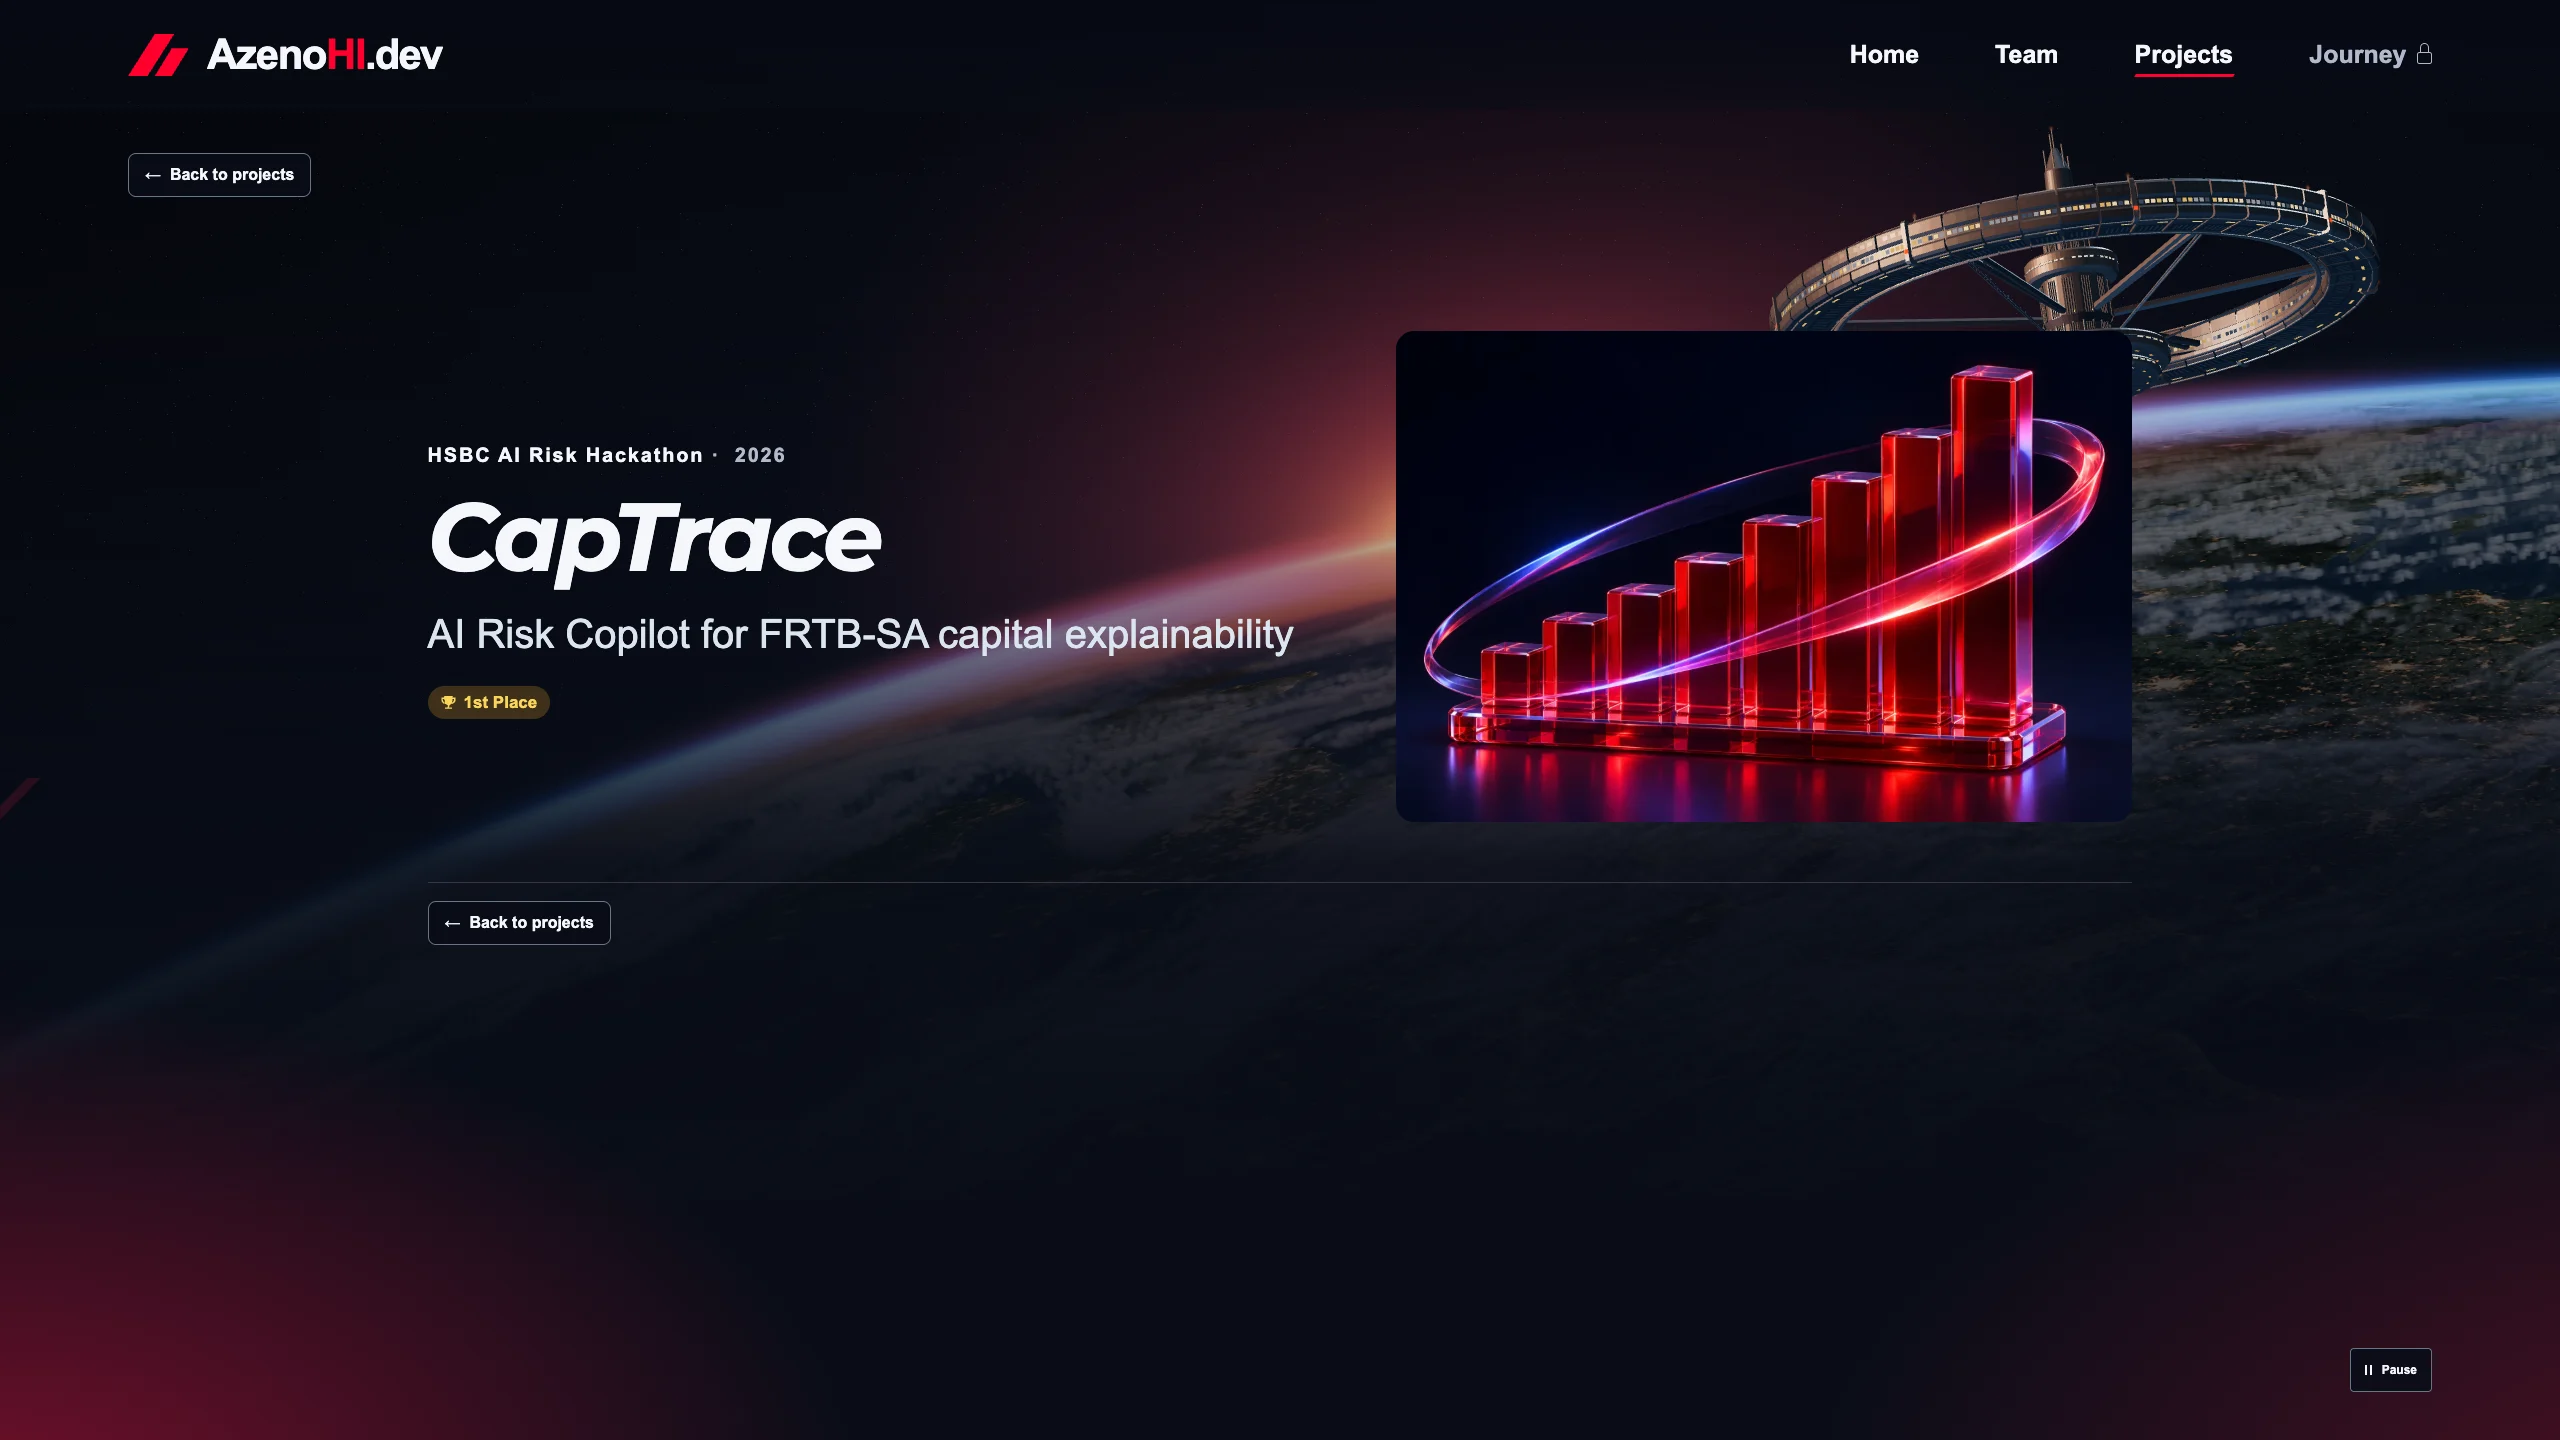 AzenoHI.dev
Home
Team
Projects
Journey
← Back to projects
HSBC AI Risk Hackathon · 2026
CapTrace
AI Risk Copilot for FRTB-SA capital explainability
1st Place
← Back to projects
Pause